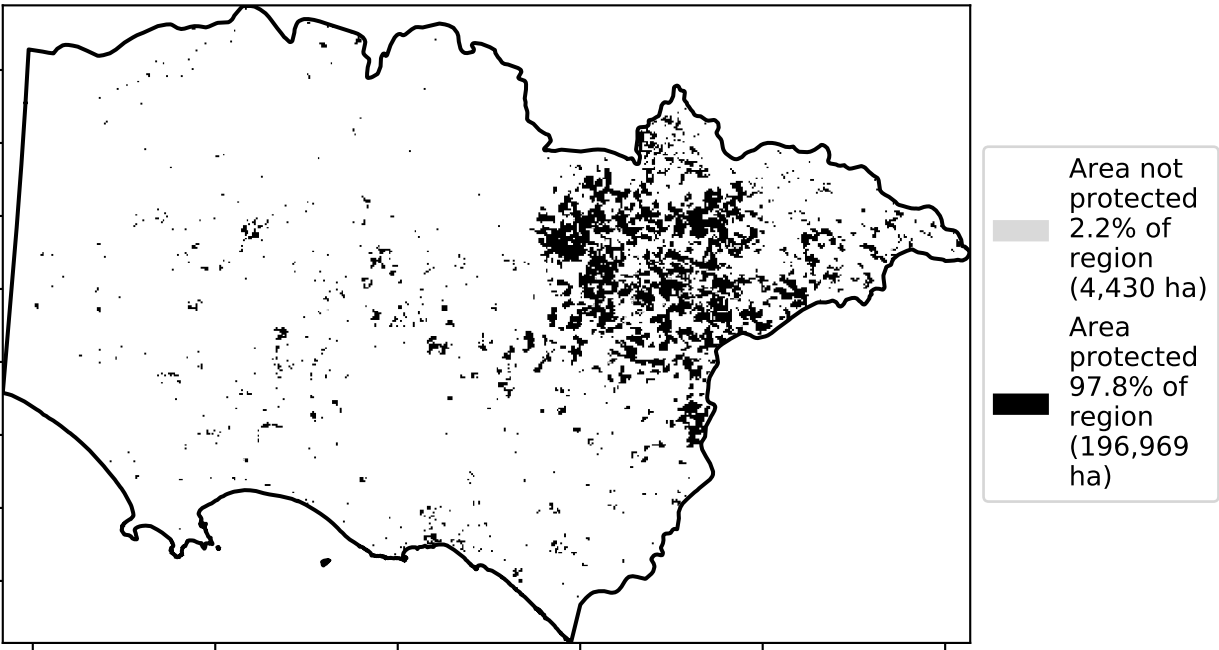 Area not
protected
2.2% of
region
(4,430 ha)
Area
protected
97.8% of
region
(196,969
ha)